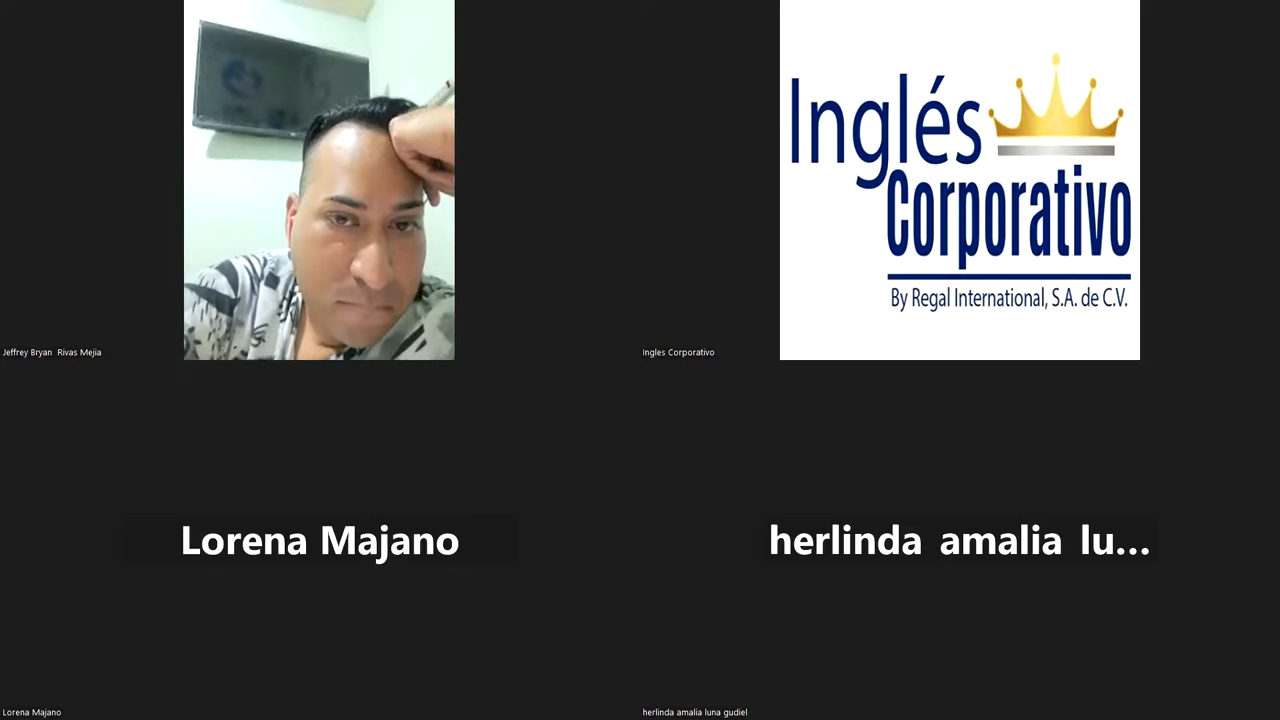 Inglés
Corporativo
By Regal International, S.A. de C.V.
Jeffrey Bryan Rivas Mejia
Ingles Corporativo
Lorena Majano
herlinda amalia lu...
Lorena Majano
herlinda amalia luna gudiel